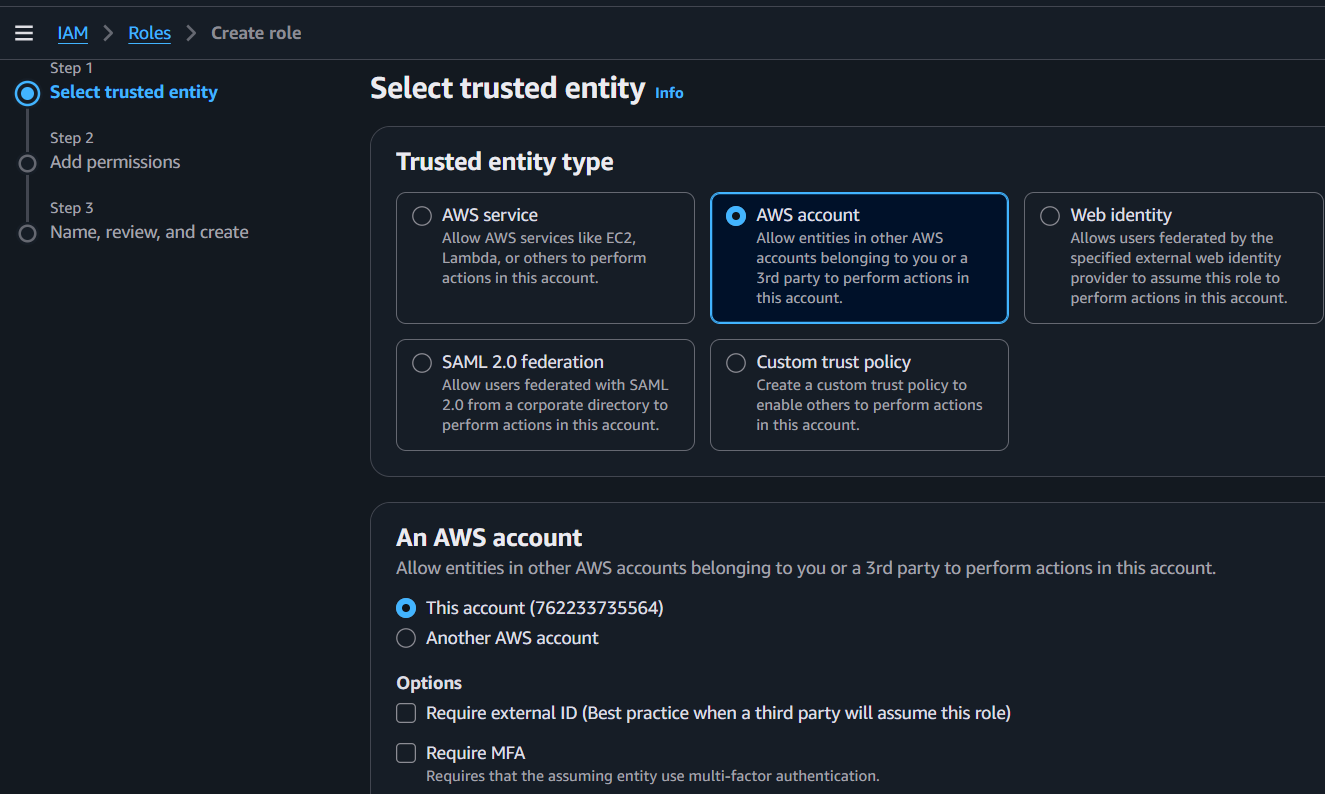 IAM > Roles > Create role
Step 1
Select trusted entity
Step 2
Add permissions
Step 3
Name, review, and create
Select trusted entity Info
Trusted entity type
AWS service
Allow AWS services like EC2,
Lambda, or others to perform
actions in this account.
AWS account
Allow entities in other AWS
accounts belonging to you or a
3rd party to perform actions in
this account.
Web identity
Allows users federated by the
specified external web identity
provider to assume this role to
perform actions in this account.
SAML 2.0 federation
Allow users federated with SAML
2.0 from a corporate directory to
perform actions in this account.
Custom trust policy
Create a custom trust policy to
enable others to perform actions
in this account.
An AWS account
Allow entities in other AWS accounts belonging to you or a 3rd party to perform actions in this account.
This account (762233735564)
Another AWS account
Options
Require external ID (Best practice when a third party will assume this role)
Require MFA
Requires that the assuming entity use multi-factor authentication.